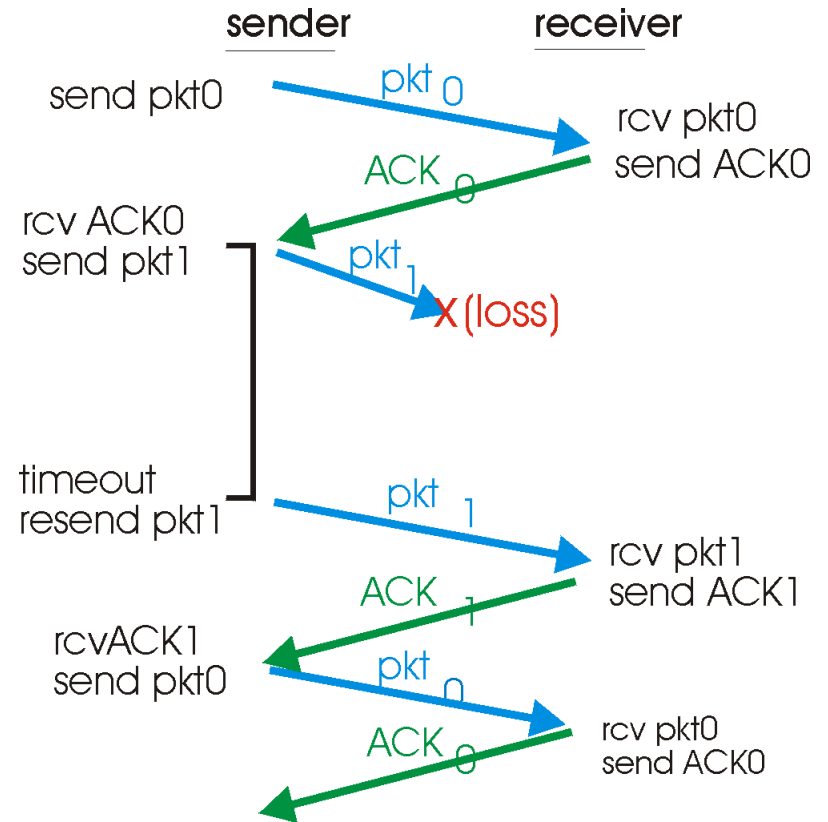 sender
receiver
send pkt0
pkt 0
rcv pkt0
send ACK0
ACK 0
rcv ACK0
send pkt1
pkt 1
X (loss)
timeout
resend pkt1
pkt 1
rcv pkt1
send ACK1
ACK 1
rcvACK1
send pkt0
pkt 0
rcv pkt0
send ACK0
ACK 0